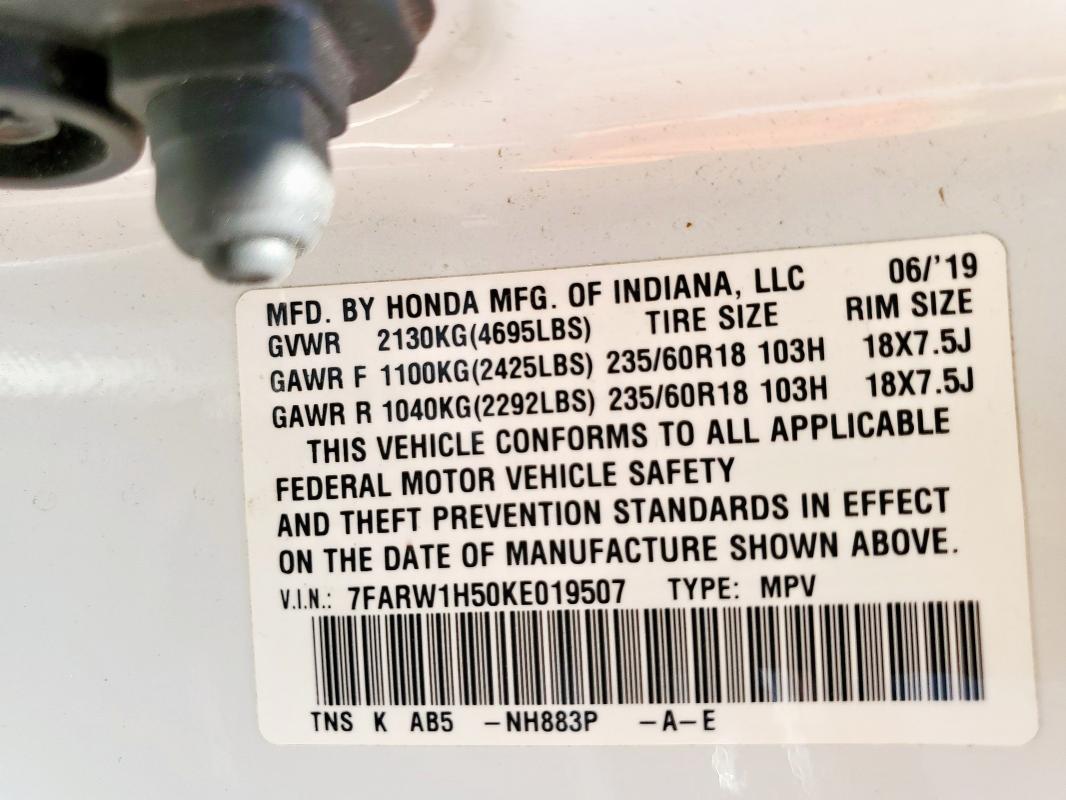 MFD. BY HONDA MFG. OF INDIANA, LLC 06/'19
GVWR 2130KG(4695LBS) TIRE SIZE RIM SIZE
GAWR F 1100KG(2425LBS) 235/60R18 103H 18X7.5J
GAWR R 1040KG(2292LBS) 235/60R18 103H 18X7.5J
THIS VEHICLE CONFORMS TO ALL APPLICABLE
FEDERAL MOTOR VEHICLE SAFETY
AND THEFT PREVENTION STANDARDS IN EFFECT
ON THE DATE OF MANUFACTURE SHOWN ABOVE.
V.I.N.: 7FARW1H50KE019507 TYPE: MPV
TNS K AB5 -NH883P -A-E